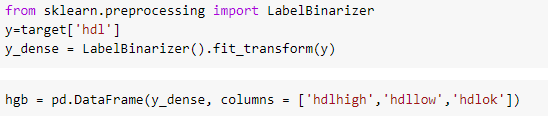 from sklearn.preprocessing import LabelBinarizer
y=target['hdl']
y_dense = LabelBinarizer().fit_transform(y)
hgb = pd.DataFrame(y_dense, columns = ['hdlhigh','hdllow','hdlok'])